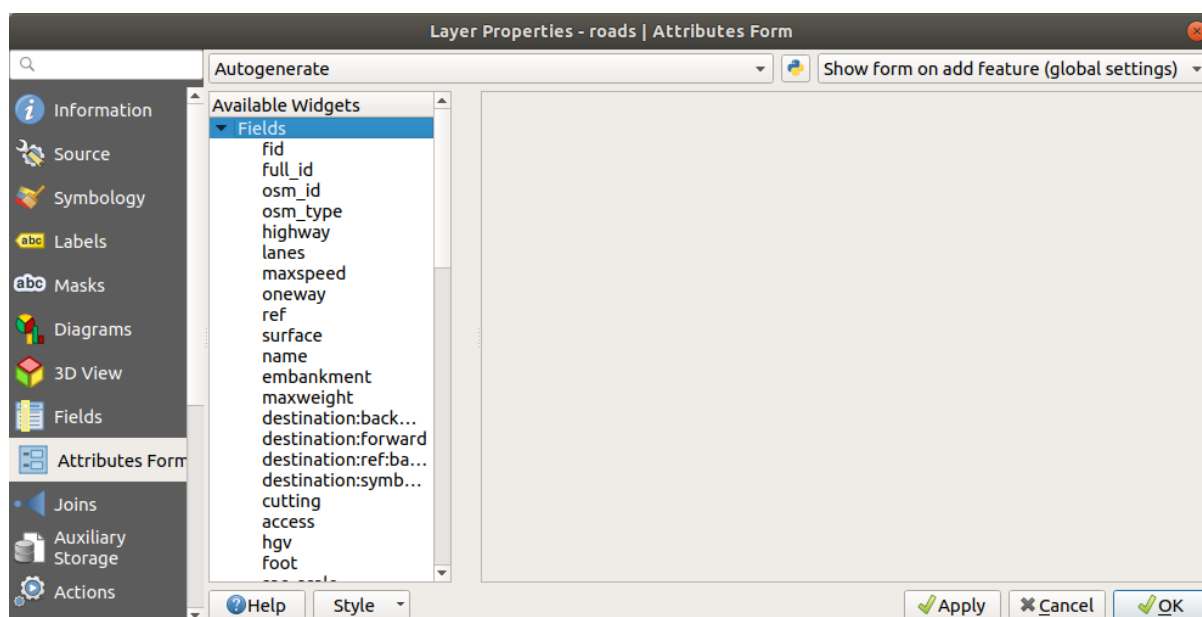 Layer Properties - roads | Attributes Form
Autogenerate
Show form on add feature (global settings)
Information
Source
Symbology
abc Labels
abc Masks
Diagrams
3D View
Fields
Attributes Form
Joins
Auxiliary
Storage
Actions
Available Widgets
Fields
fid
full_id
osm_id
osm_type
highway
lanes
maxspeed
oneway
ref
surface
name
embankment
maxweight
destination:back...
destination:forward
destination:ref:ba...
destination:symb...
cutting
access
hgv
foot
Help
Style
Apply
Cancel
OK